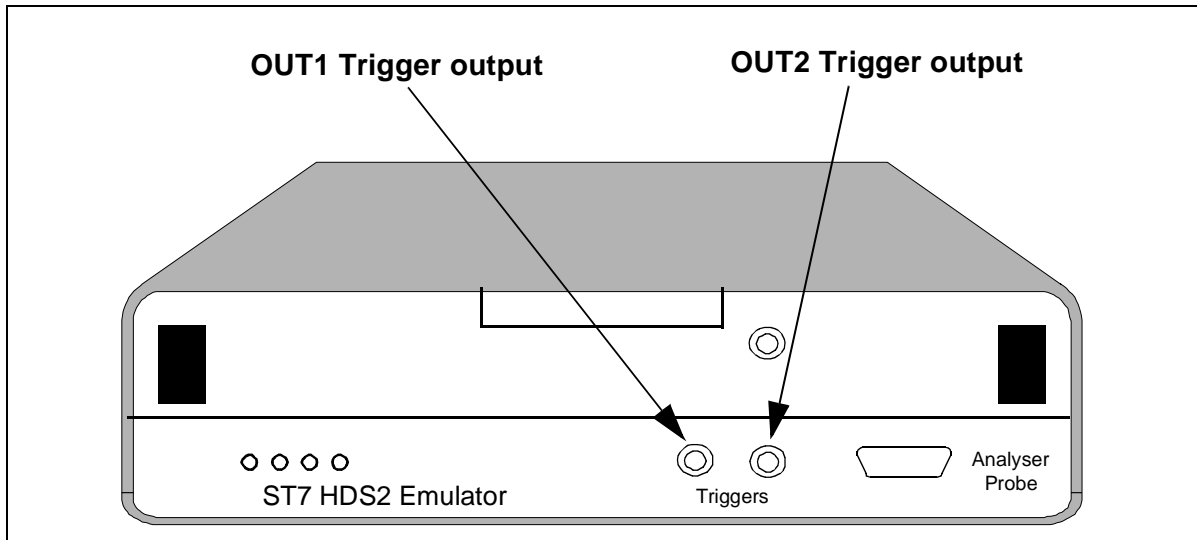 OUT1 Trigger output
OUT2 Trigger output
ST7 HDS2 Emulator
Triggers
Analyser
Probe